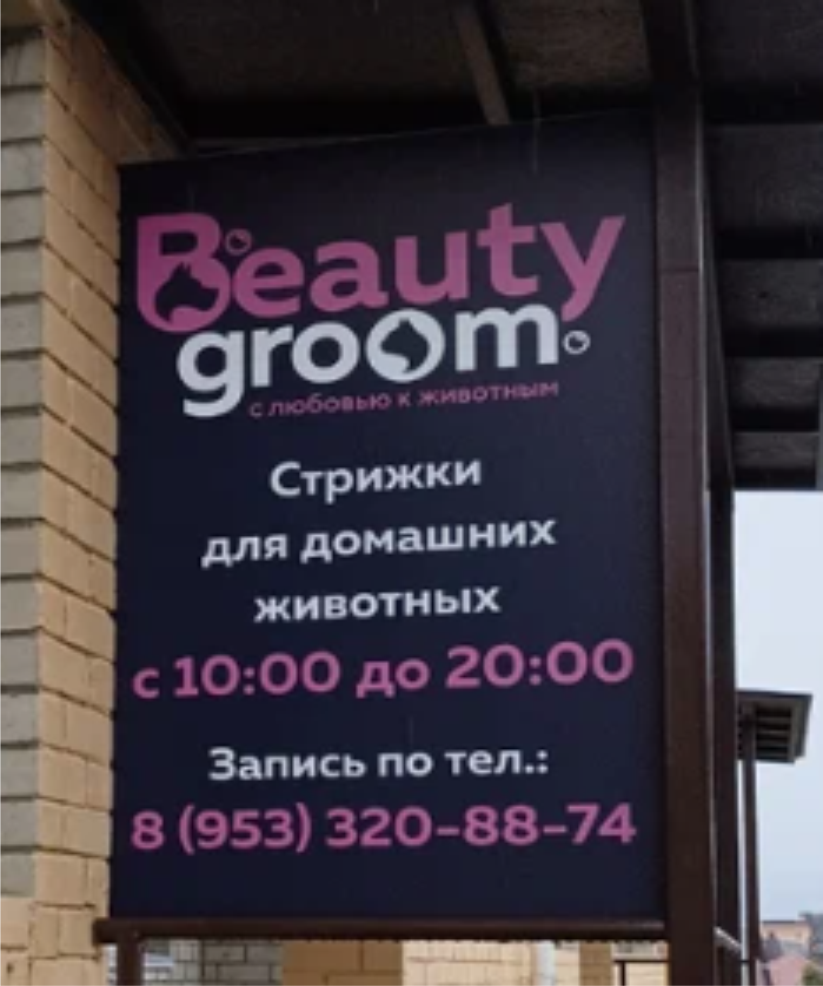 Beauty
groom
с любовью к животным
Стрижки
для домашних
животных
с 10:00 до 20:00
Запись по тел.:
8 (953) 320-88-74